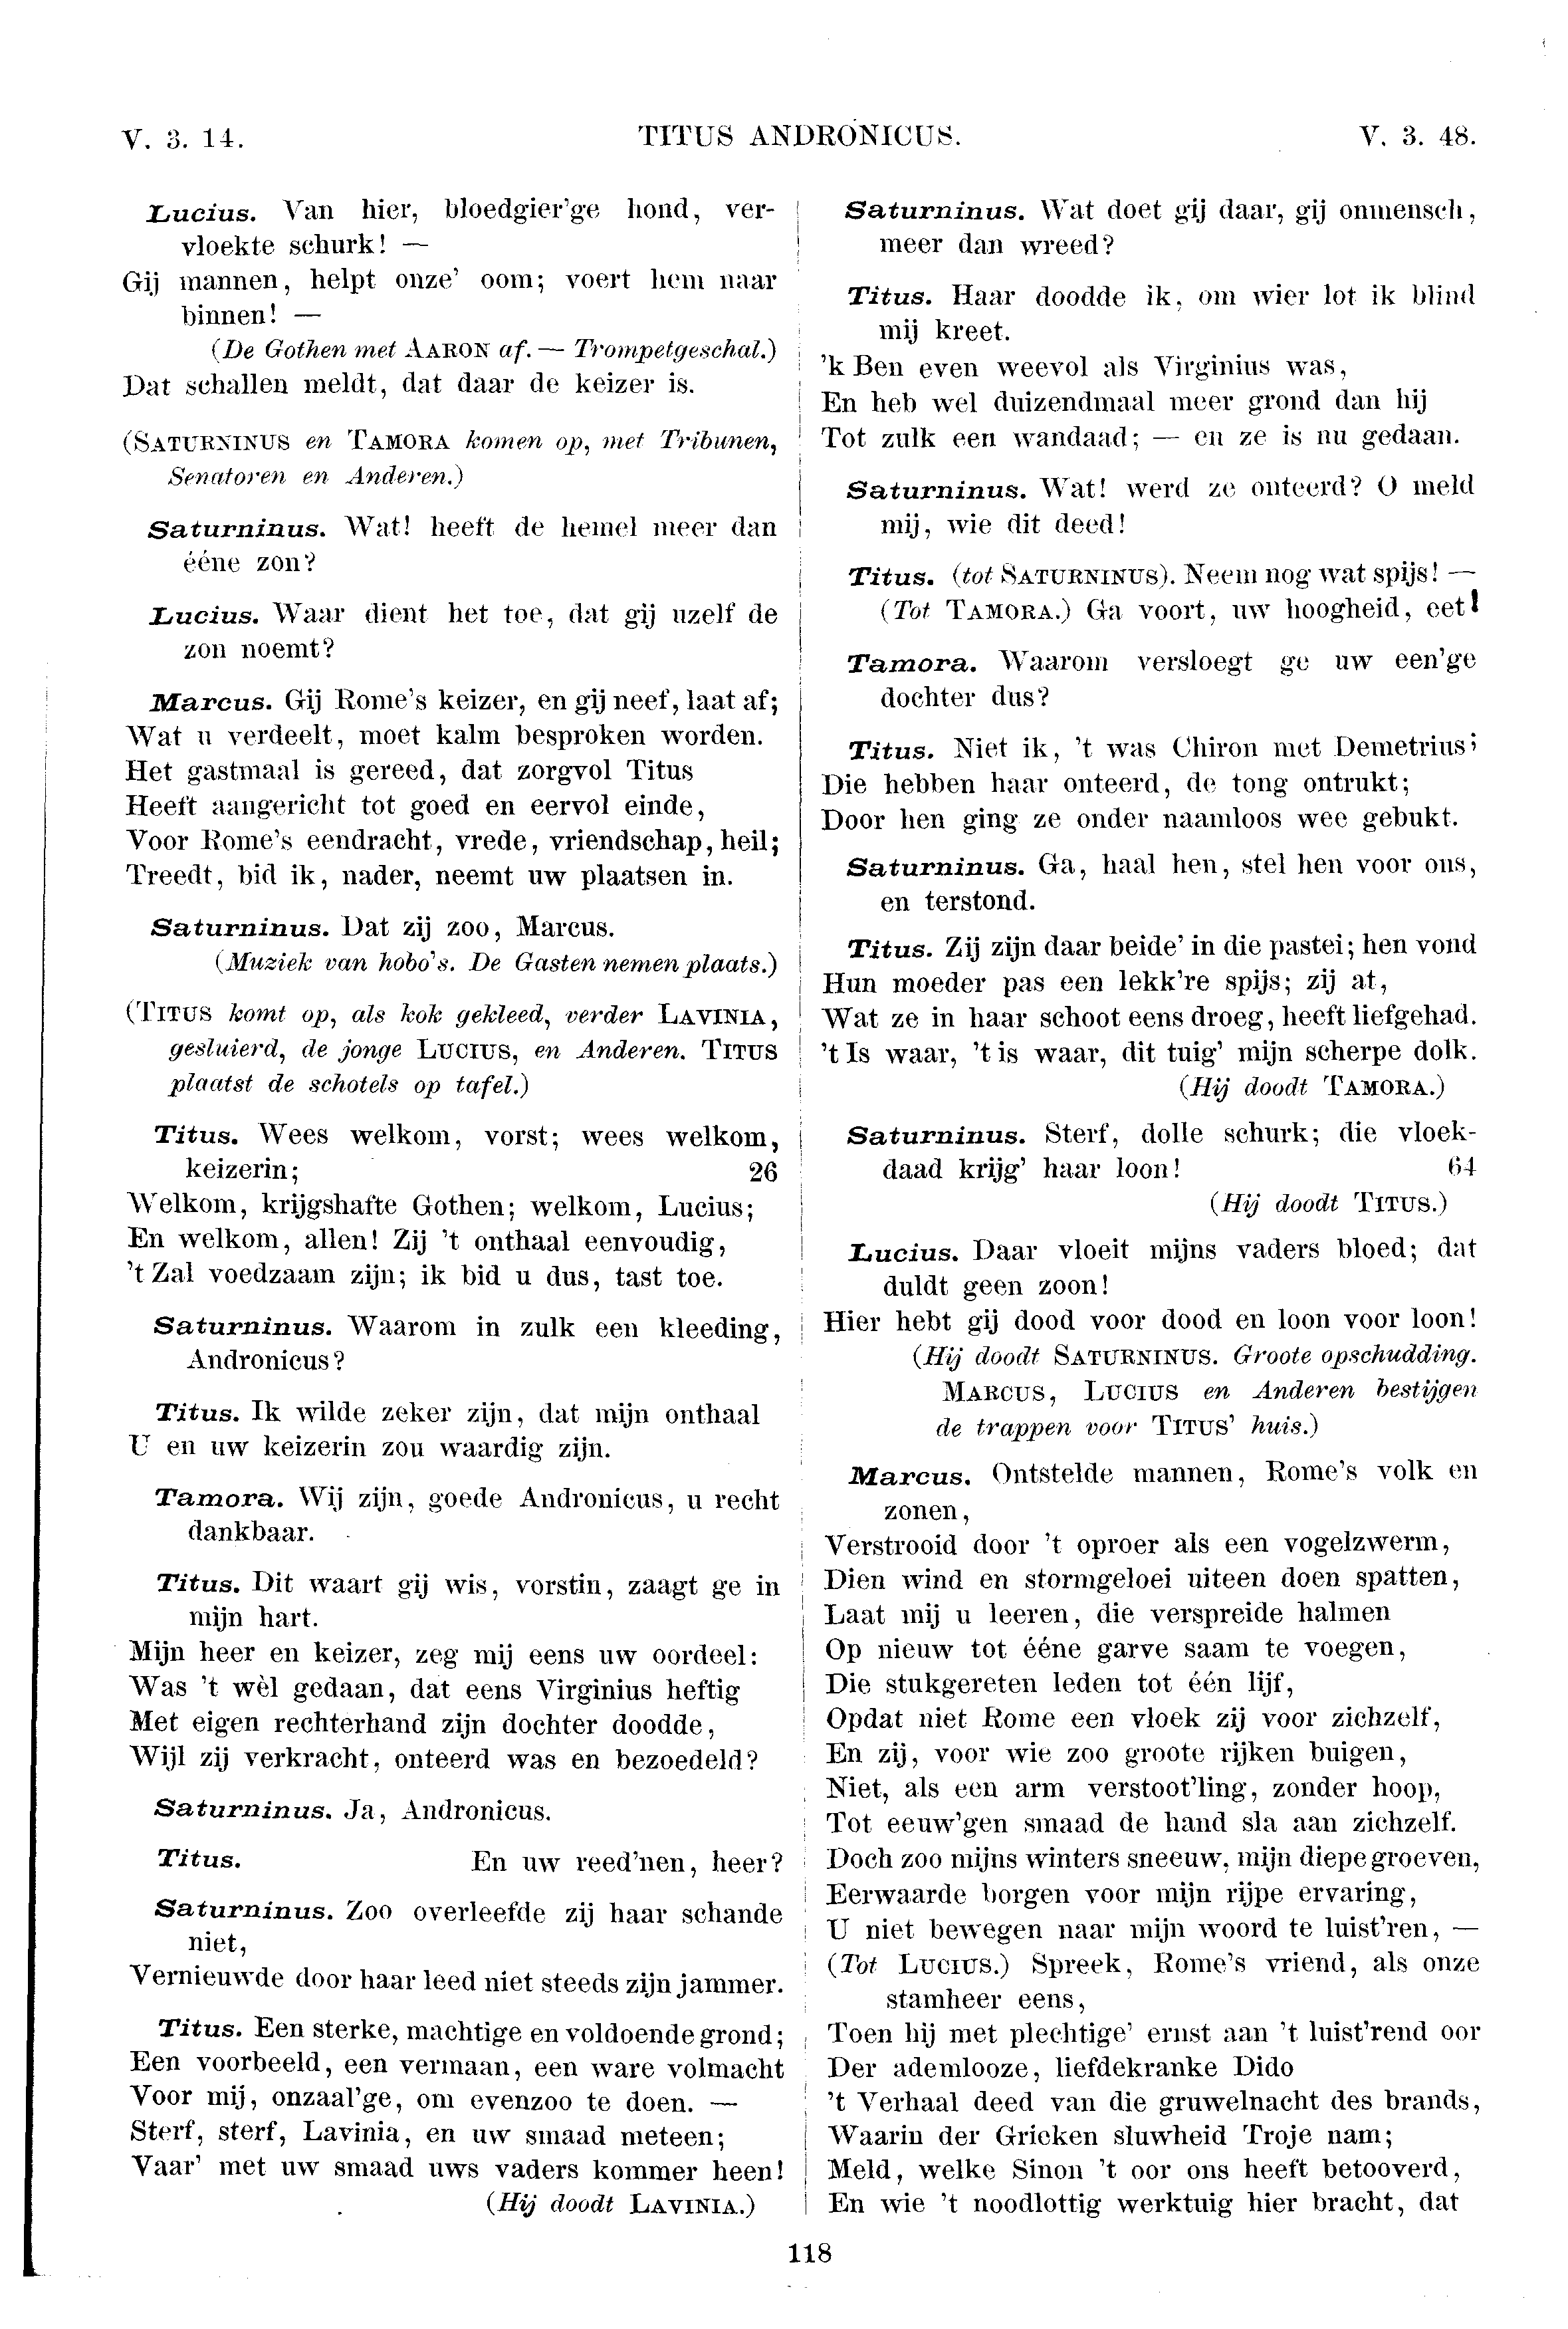 V. 3. 14.
TITUS ANDRONICUS.
V. 3. 48.
Lucius. Van hier, bloedgier'ge hond, ver-
vloekte schurk! —
Gij mannen, helpt onze' oom; voert hem naar
binnen! —
(De Gothen met AARON af. — Trompetgeschal.)
Dat schallen meldt, dat daar de keizer is.
(SATURNINUS en TAMORA komen op, met Tribunen,
Senatoren en Anderen.)
Saturninus. Wat! heeft de hemel meer dan
ééne zon?
Lucius. Waar dient het toe, dat gij uzelf de
zon noemt?
Marcus. Gij Rome's keizer, en gij neef, laat af;
Wat u verdeelt, moet kalm besproken worden.
Het gastmaal is gereed, dat zorgvol Titus
Heeft aangericht tot goed en eervol einde,
Voor Rome's eendracht, vrede, vriendschap, heil;
Treedt, bid ik, nader, neemt uw plaatsen in.
Saturninus. Dat zij zoo, Marcus.
(Muziek van hobo's. De Gasten nemen plaats.)
(TITUS komt op, als kok gekleed, verder LAVINIA,
gesluierd, de jonge LUCIUS, en Anderen. TITUS
plaatst de schotels op tafel.)
Titus. Wees welkom, vorst; wees welkom,
keizerin; 26
Welkom, krijgshafte Gothen; welkom, Lucius;
En welkom, allen! Zij 't onthaal eenvoudig,
't Zal voedzaam zijn; ik bid u dus, tast toe.
Saturninus. Waarom in zulk een kleeding,
Andronicus?
Titus. Ik wilde zeker zijn, dat mijn onthaal
U en uw keizerin zou waardig zijn.
Tamora. Wij zijn, goede Andronicus, u recht
dankbaar.
Titus. Dit waart gij wis, vorstin, zaagt ge in
mijn hart.
Mijn heer en keizer, zeg mij eens uw oordeel:
Was 't wèl gedaan, dat eens Virginius heftig
Met eigen rechterhand zijn dochter doodde,
Wijl zij verkracht, onteerd was en bezoedeld?
Saturninus. Ja, Andronicus.
Titus. En uw reed'nen, heer?
Saturninus. Zoo overleefde zij haar schande
niet,
Vernieuwde door haar leed niet steeds zijn jammer.
Titus. Een sterke, machtige en voldoende grond;
Een voorbeeld, een vermaan, een ware volmacht
Voor mij, onzaal'ge, om evenzoo te doen. —
Sterf, sterf, Lavinia, en uw smaad meteen;
Vaar' met uw smaad uws vaders kommer heen!
(Hij doodt LAVINIA.)
Saturninus. Wat doet gij daar, gij onmensch,
meer dan wreed?
Titus. Haar doodde ik, om wier lot ik blind
mij kreet.
'k Ben even weevol als Virginius was,
En heb wel duizendmaal meer grond dan hij
Tot zulk een wandaad; — en ze is nu gedaan.
Saturninus. Wat! werd ze onteerd? O meld
mij, wie dit deed!
Titus. (tot SATURNINUS). Neem nog wat spijs! —
(Tot TAMORA.) Ga voort, uw hoogheid, eet!
Tamora. Waarom versloegt ge uw een'ge
dochter dus?
Titus. Niet ik, 't was Chiron met Demetrius;
Die hebben haar onteerd, de tong ontrukt;
Door hen ging ze onder naamloos wee gebukt.
Saturninus. Ga, haal hen, stel hen voor ons,
en terstond.
Titus. Zij zijn daar beide' in die pastei; hen vond
Hun moeder pas een lekk're spijs; zij at,
Wat ze in haar schoot eens droeg, heeft liefgehad.
't Is waar, 't is waar, dit tuig' mijn scherpe dolk.
(Hij doodt TAMORA.)
Saturninus. Sterf, dolle schurk; die vloek-
daad krijg' haar loon! 64
(Hij doodt TITUS.)
Lucius. Daar vloeit mijns vaders bloed; dat
duldt geen zoon!
Hier hebt gij dood voor dood en loon voor loon!
(Hij doodt SATURNINUS. Groote opschudding.
MARCUS, LUCIUS en Anderen bestijgen
de trappen voor TITUS' huis.)
Marcus. Ontstelde mannen, Rome's volk en
zonen,
Verstrooid door 't oproer als een vogelzwerm,
Dien wind en stormgeloei uiteen doen spatten,
Laat mij u leeren, die verspreide halmen
Op nieuw tot ééne garve saam te voegen,
Die stukgereten leden tot één lijf,
Opdat niet Rome een vloek zij voor zichzelf,
En zij, voor wie zoo groote rijken buigen,
Niet, als een arm verstoot'ling, zonder hoop,
Tot eeuw'gen smaad de hand sla aan zichzelf.
Doch zoo mijns winters sneeuw, mijn diepe groeven,
Eerwaarde borgen voor mijn rijpe ervaring,
U niet bewegen naar mijn woord te luist'ren, —
(Tot LUCIUS.) Spreek, Rome's vriend, als onze
stamheer eens,
Toen hij met plechtige' ernst aan 't luist'rend oor
Der ademlooze, liefdekranke Dido
't Verhaal deed van die gruwelnacht des brands,
Waarin der Grieken sluwheid Troje nam;
Meld, welke Sinon 't oor ons heeft betooverd,
En wie 't noodlottig werktuig hier bracht, dat
118